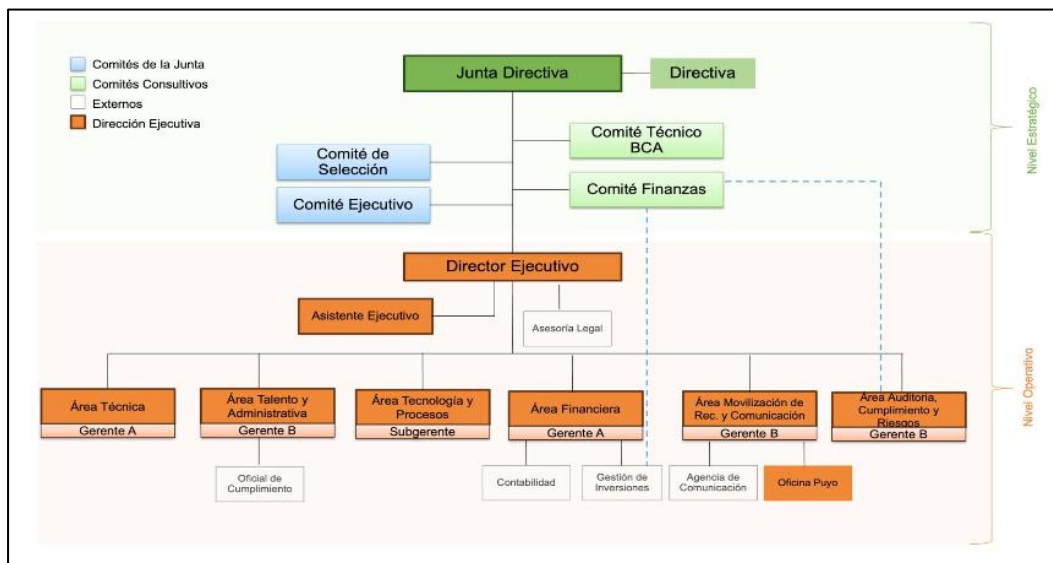 Comités de la Junta
Comités Consultivos
Externos
Dirección Ejecutiva
Junta Directiva
Directiva
Comité Técnico
BCA
Comité de
Selección
Comité Finanzas
Comité Ejecutivo
Nivel Estratégico
Director Ejecutivo
Asistente Ejecutivo
Asesoría Legal
Área Técnica
Gerente A
Área Talento y
Administrativa
Gerente B
Área Tecnología y
Procesos
Subgerente
Área Financiera
Gerente A
Área Movilización de
Rec. y Comunicación
Gerente B
Área Auditoria,
Cumplimiento y
Riesgos
Gerente B
Oficial de
Cumplimiento
Contabilidad
Gestión de
Inversiones
Agencia de
Comunicación
Oficina Puyo
Nivel Operativo